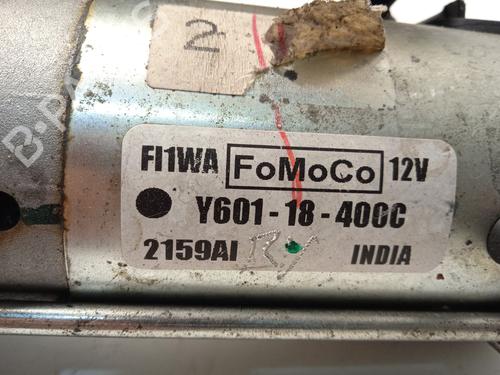 2
FI1WA FoMoCo 12V
Y601-18-400C
2159AI
INDIA